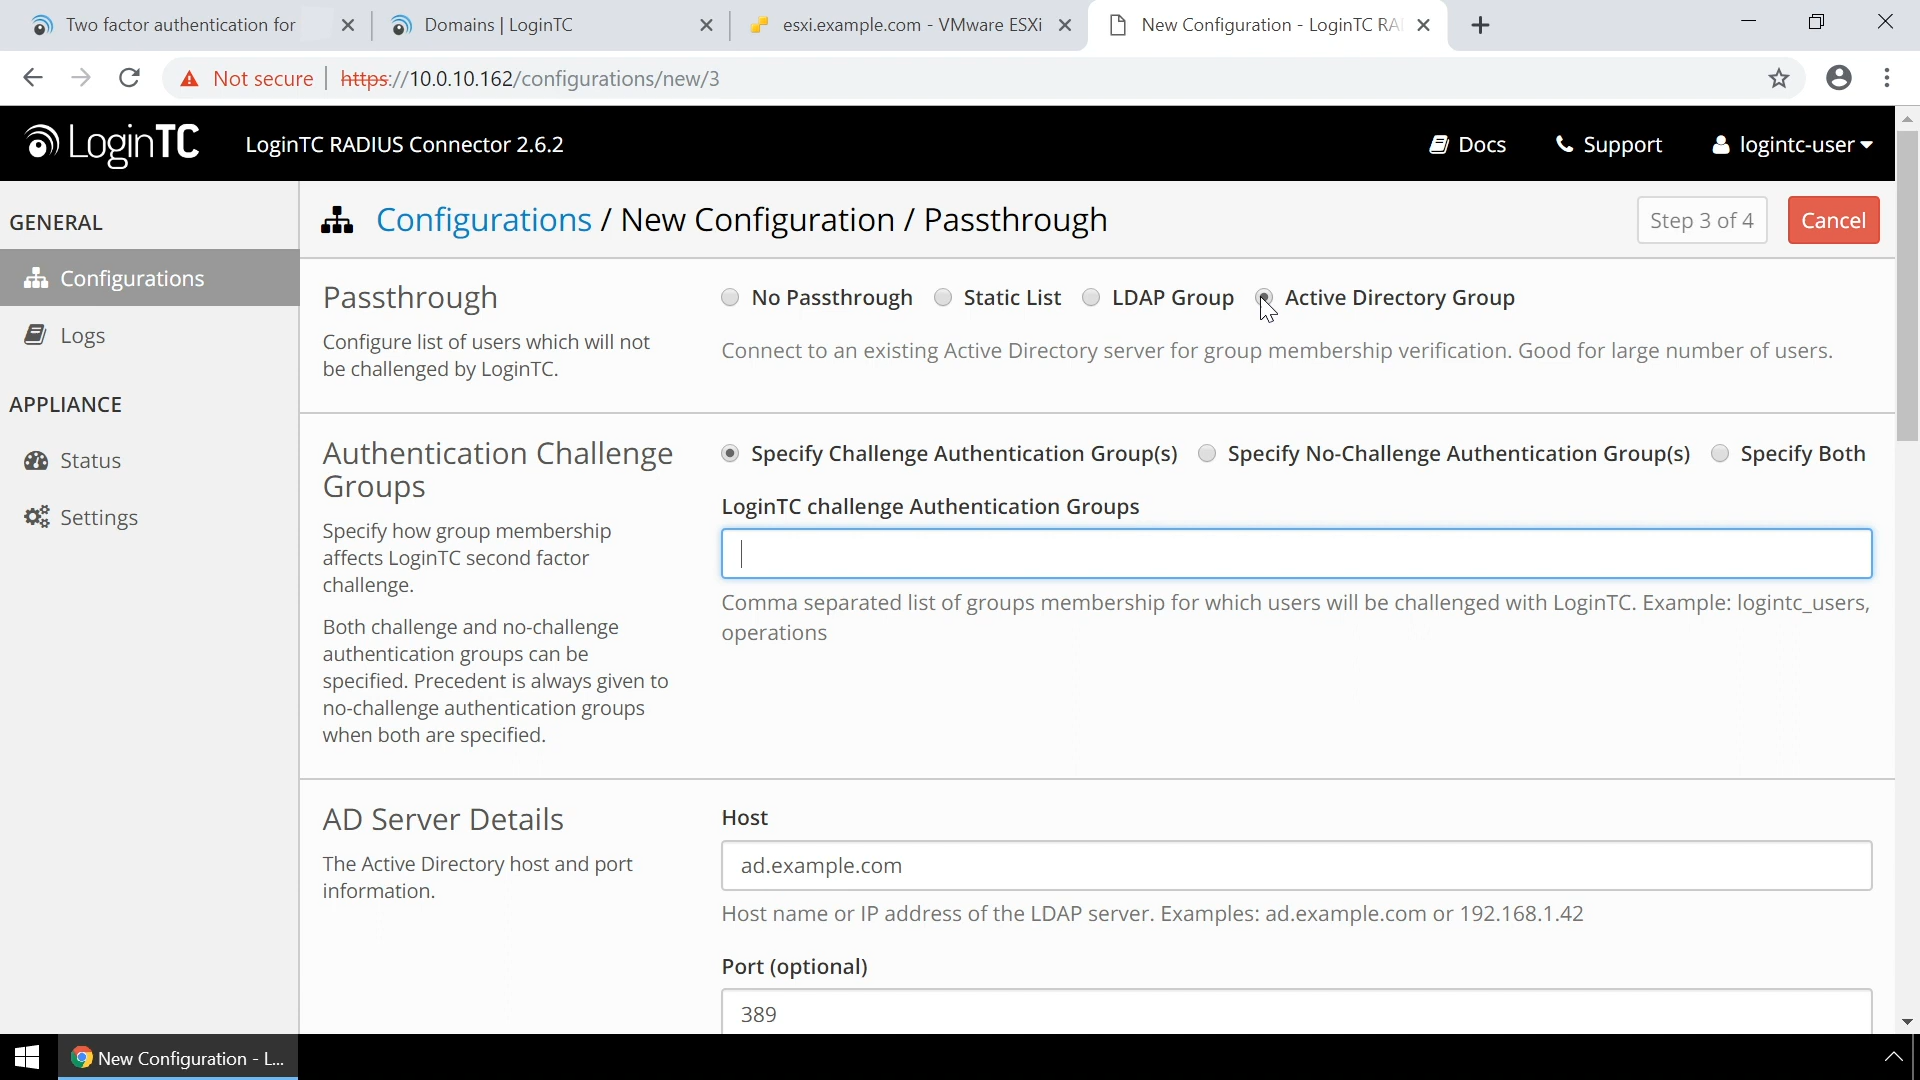 Two factor authentication for
Domains | LoginTC
esxi.example.com - VMware ESXi
New Configuration - LoginTC RA
Not secure
https://10.0.10.162/configurations/new/3
LoginTC
LoginTC RADIUS Connector 2.6.2
Docs
Support
logintc-user
GENERAL
Configurations
Logs
APPLIANCE
Status
Settings
Configurations / New Configuration / Passthrough
Step 3 of 4
Cancel
Passthrough
Configure list of users which will not
be challenged by LoginTC.
No Passthrough
Static List
LDAP Group
Active Directory Group
Connect to an existing Active Directory server for group membership verification. Good for large number of users.
Authentication Challenge
Groups
Specify how group membership
affects LoginTC second factor
challenge.
Both challenge and no-challenge
authentication groups can be
specified. Precedent is always given to
no-challenge authentication groups
when both are specified.
Specify Challenge Authentication Group(s)
Specify No-Challenge Authentication Group(s)
Specify Both
LoginTC challenge Authentication Groups
Comma separated list of groups membership for which users will be challenged with LoginTC. Example: logintc_users,
operations
AD Server Details
The Active Directory host and port
information.
Host
ad.example.com
Host name or IP address of the LDAP server. Examples: ad.example.com or 192.168.1.42
Port (optional)
389
New Configuration - L...